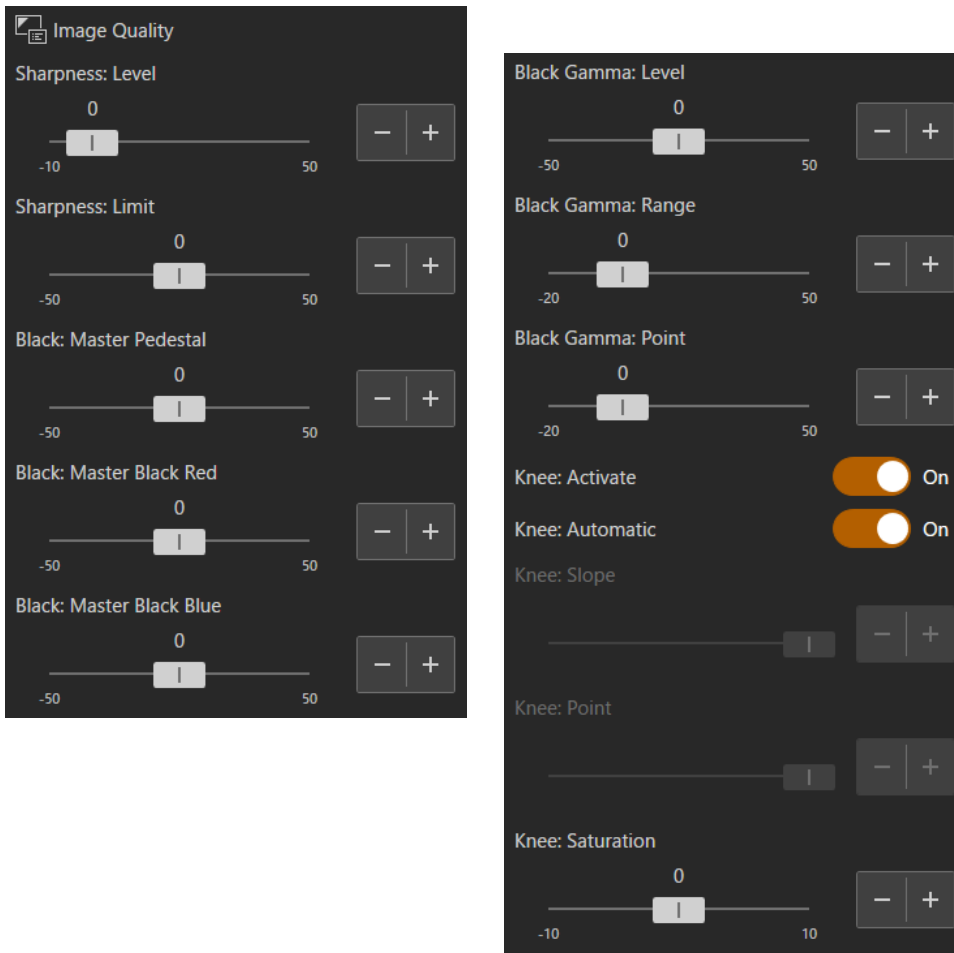 Image Quality
Sharpness: Level
0
− +
-10 50
Sharpness: Limit
0
− +
-50 50
Black: Master Pedestal
0
− +
-50 50
Black: Master Black Red
0
− +
-50 50
Black: Master Black Blue
0
− +
-50 50
Black Gamma: Level
0
− +
-50 50
Black Gamma: Range
0
− +
-20 50
Black Gamma: Point
0
− +
-20 50
Knee: Activate On
Knee: Automatic On
Knee: Slope
− +
Knee: Point
− +
Knee: Saturation
0
− +
-10 10